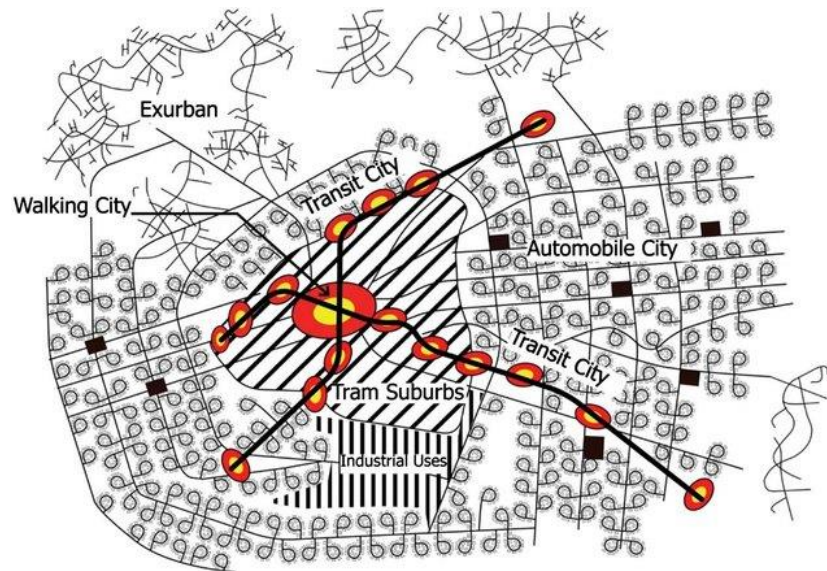 Exurban
Transit City
Walking City
Automobile City
Transit City
Tram Suburbs
Industrial Uses